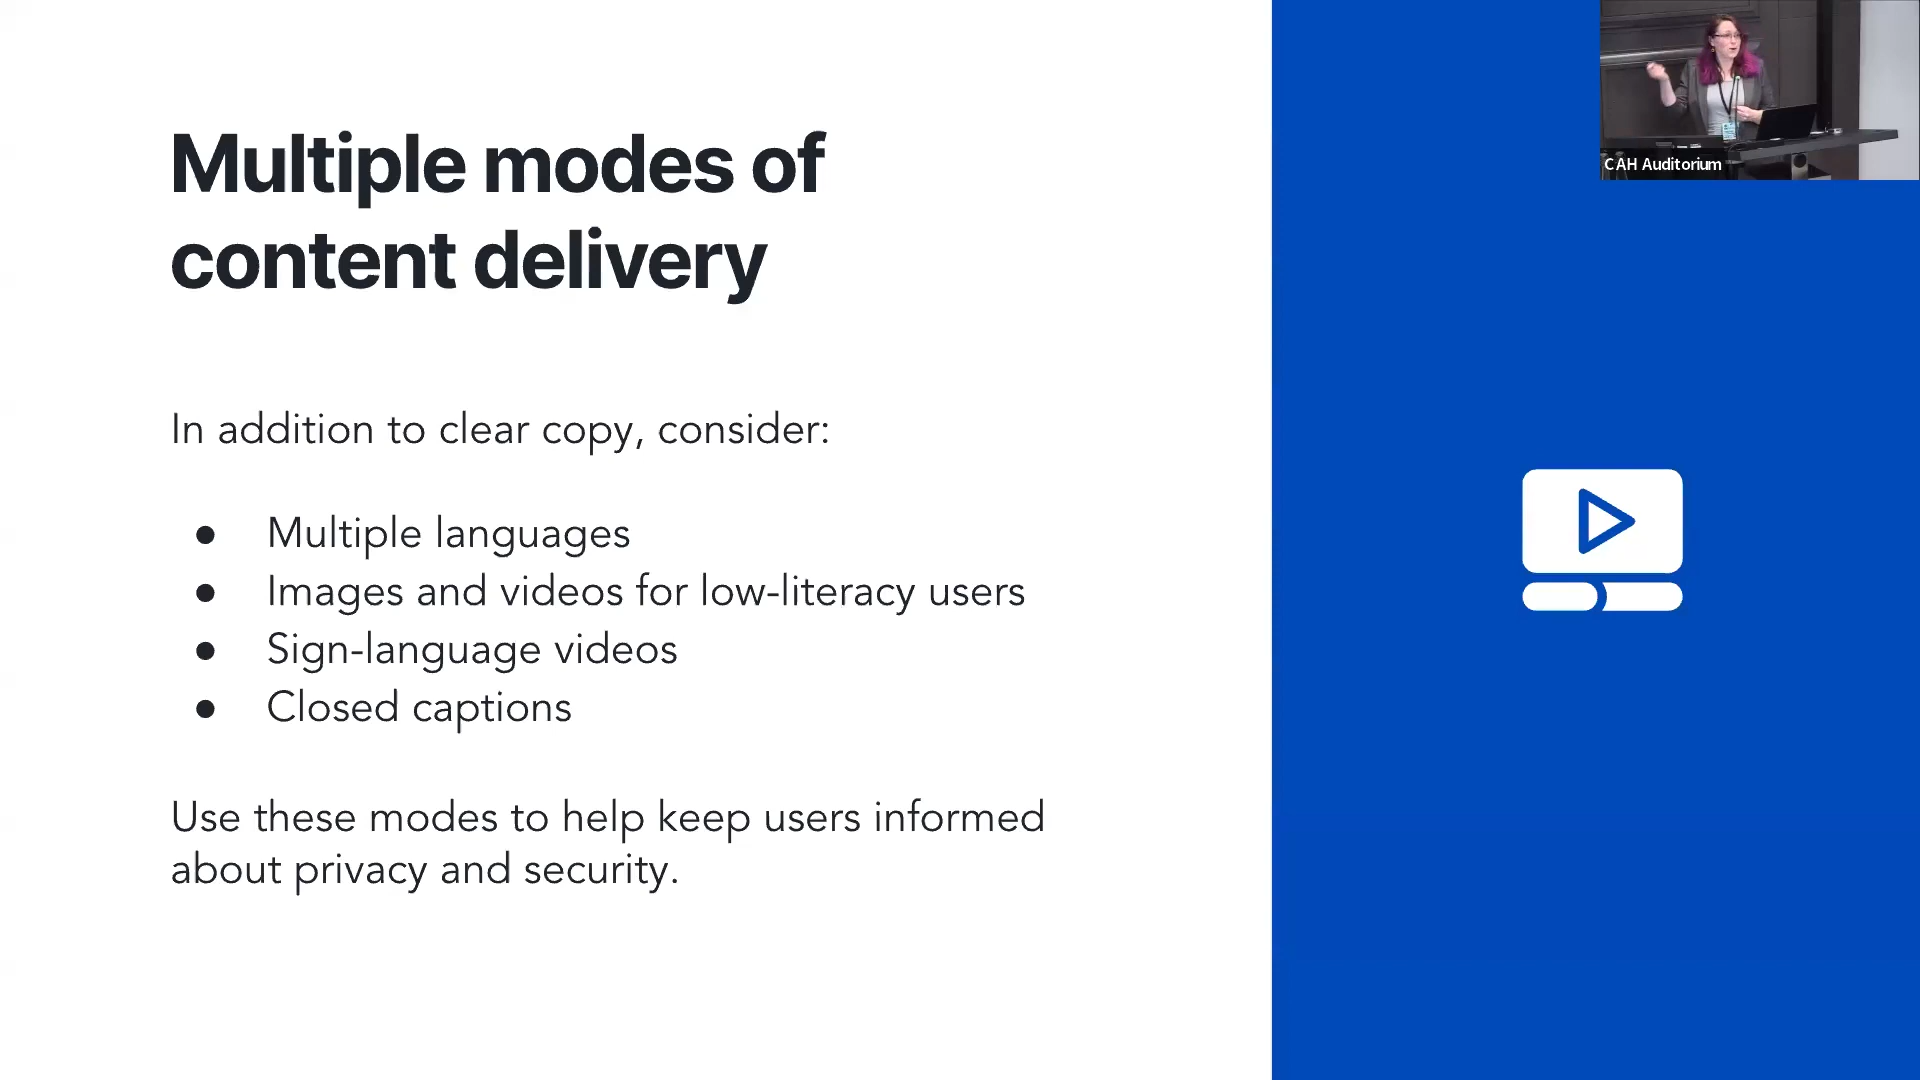 Multiple modes of
content delivery
In addition to clear copy, consider:
● Multiple languages
● Images and videos for low-literacy users
● Sign-language videos
● Closed captions
Use these modes to help keep users informed
about privacy and security.
CAH Auditorium